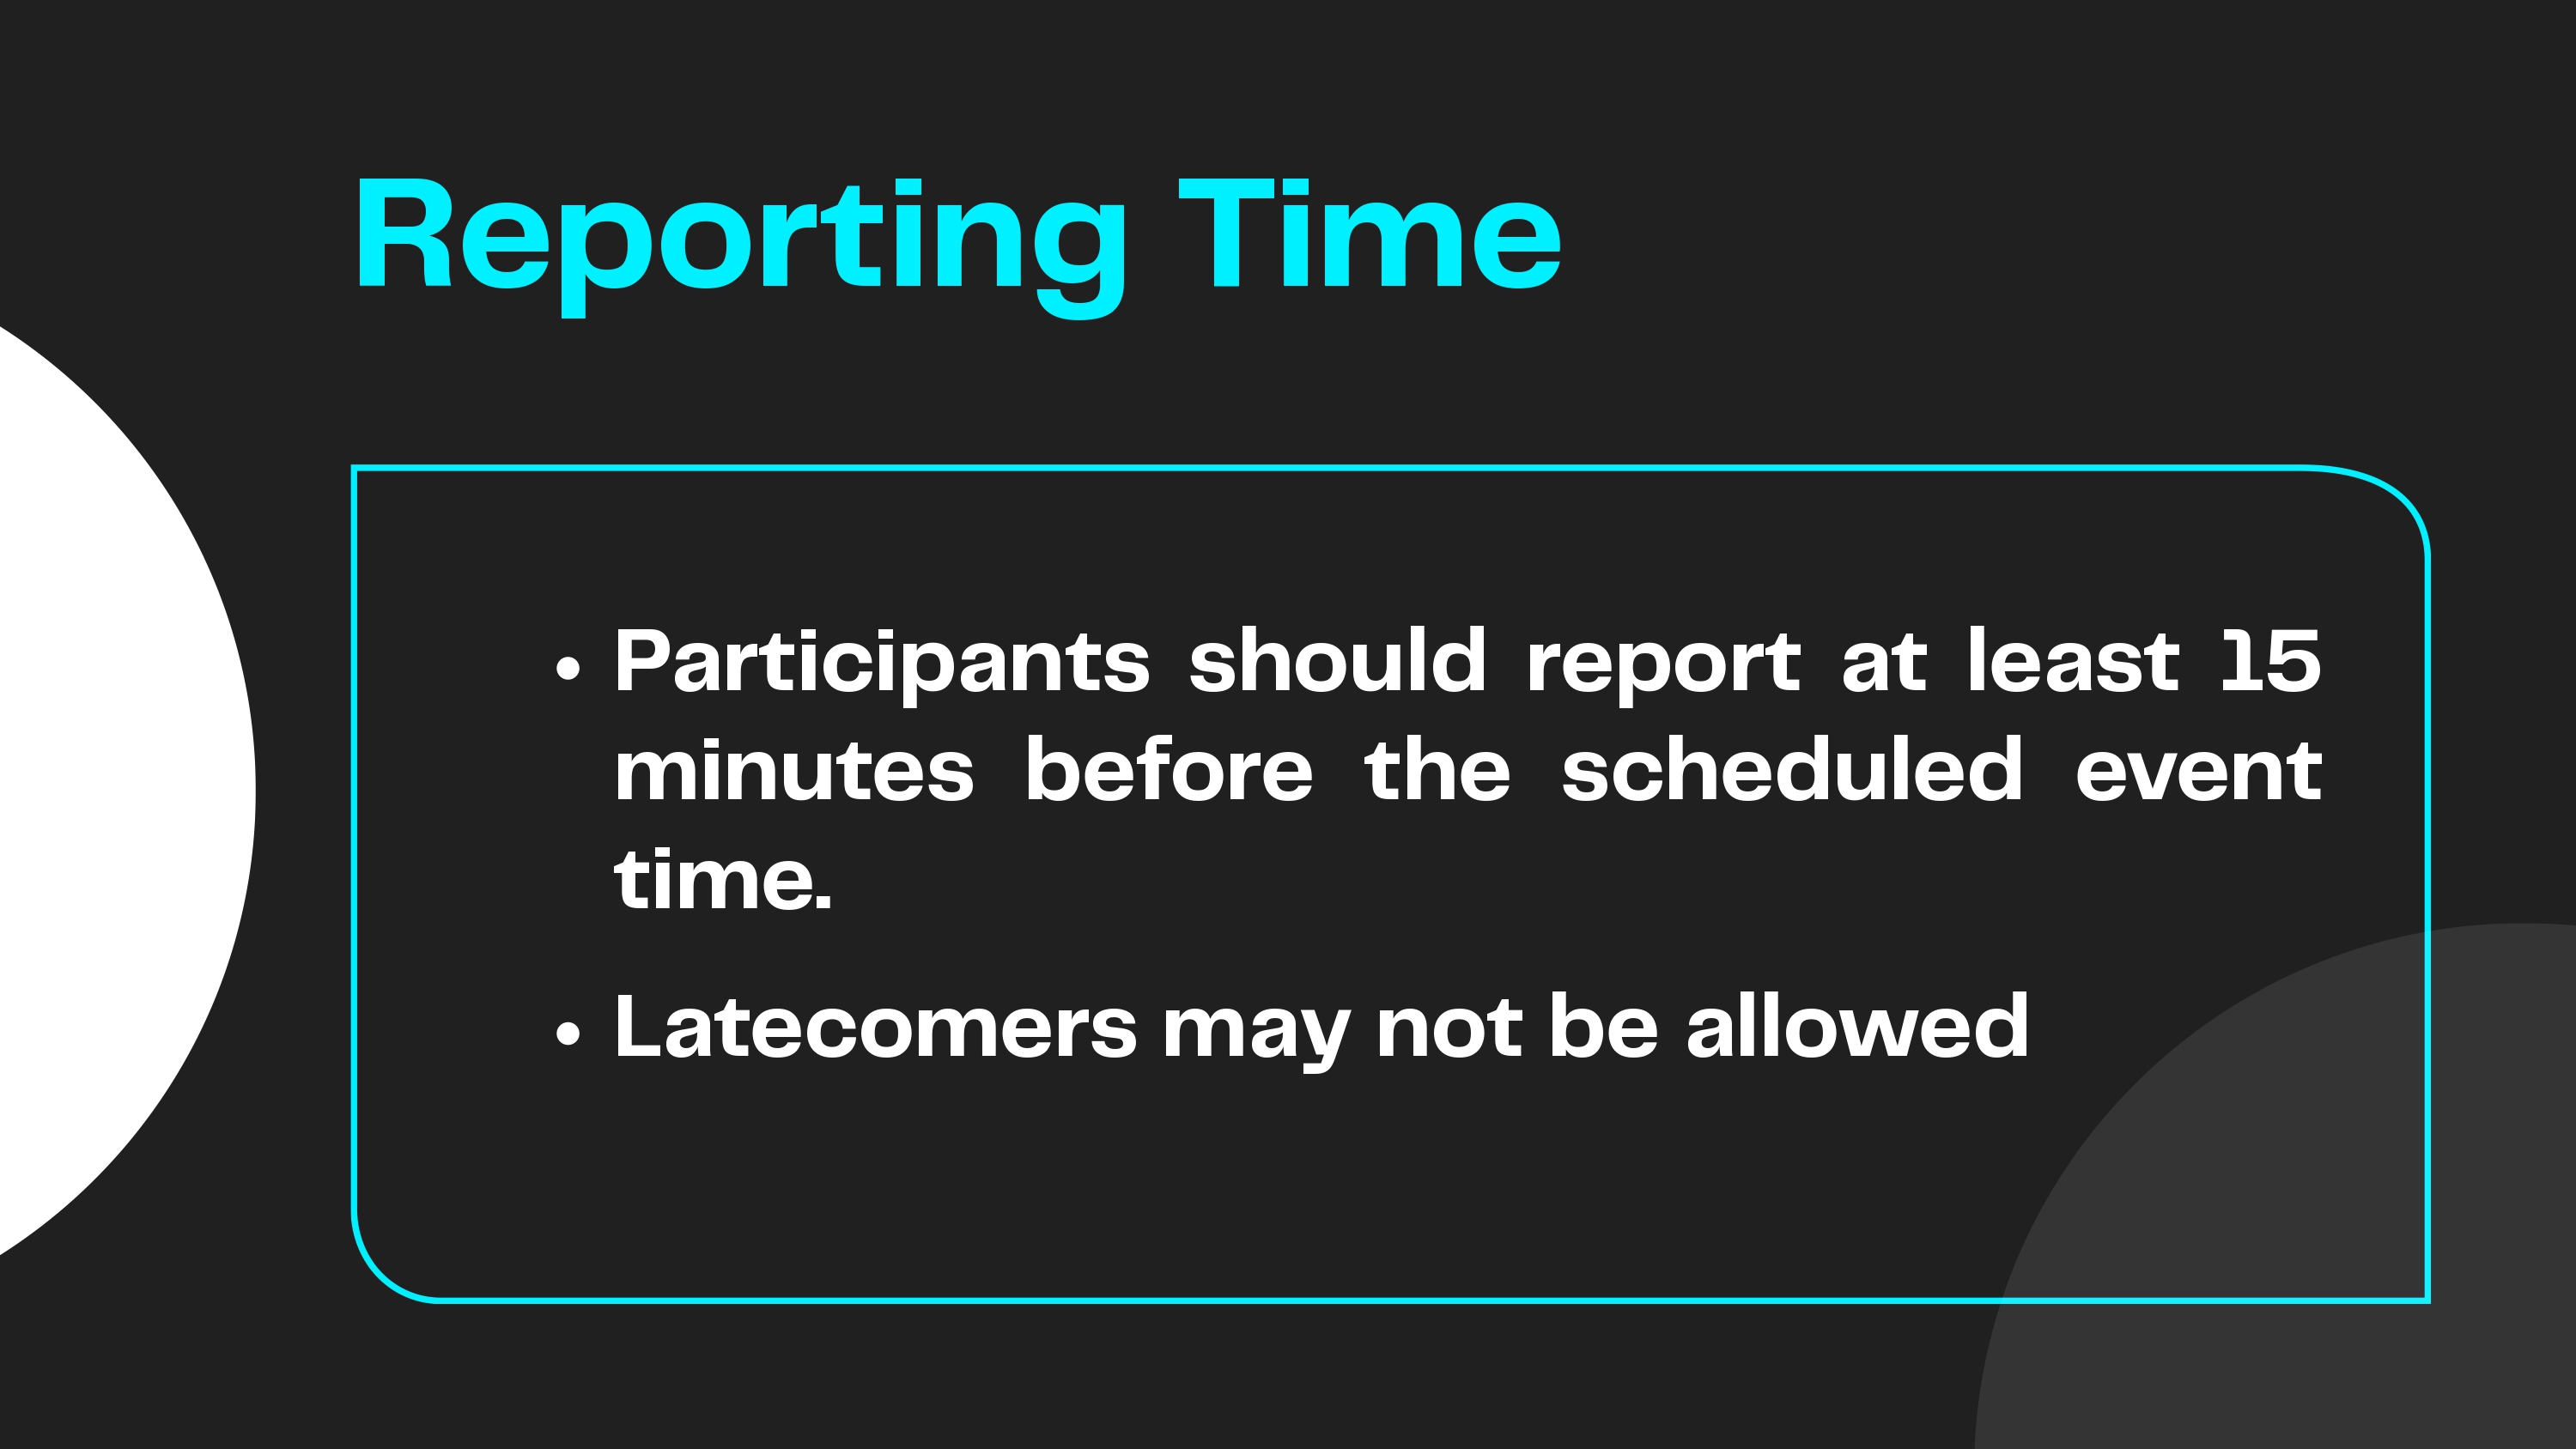 Reporting Time
• Participants should report at least 15
minutes before the scheduled event
time.
• Latecomers may not be allowed